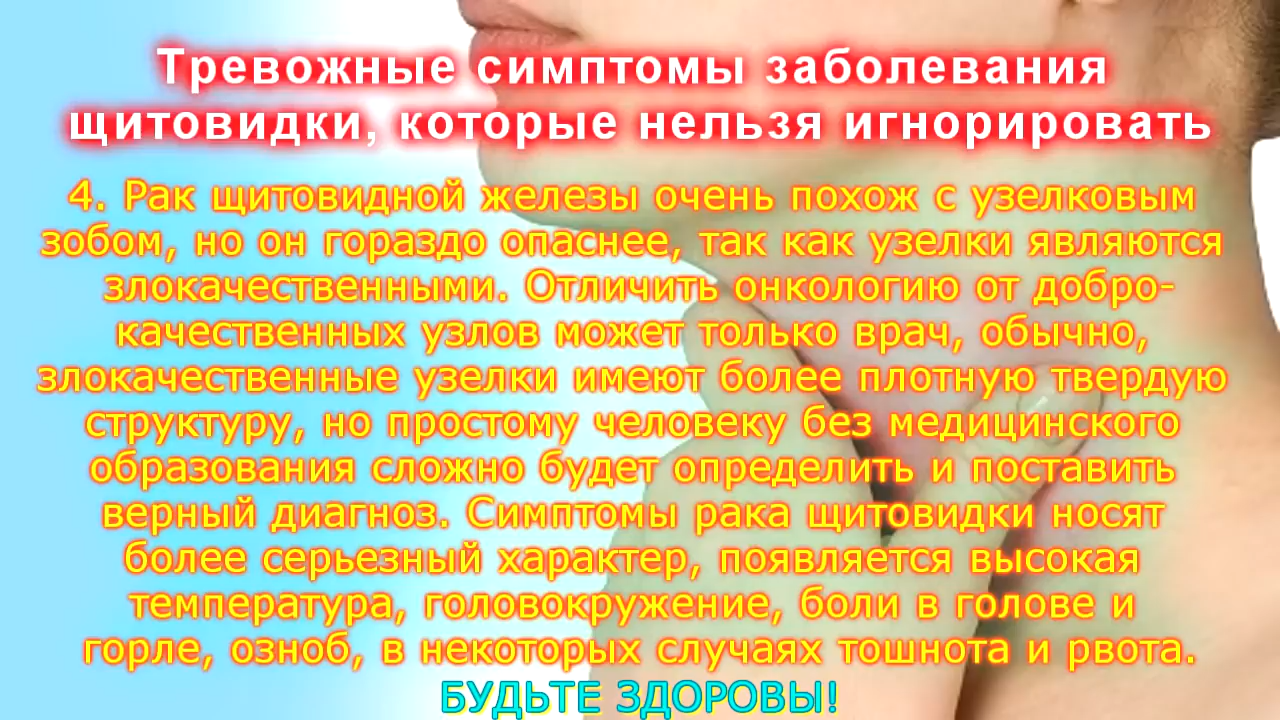 Тревожные симптомы заболевания
щитовидки, которые нельзя игнорировать
4. Рак щитовидной железы очень похож с узелковым
зобом, но он гораздо опаснее, так как узелки являются
злокачественными. Отличить онкологию от добро-
качественных узлов может только врач, обычно,
злокачественные узелки имеют более плотную твердую
структуру, но простому человеку без медицинского
образования сложно будет определить и поставить
верный диагноз. Симптомы рака щитовидки носят
более серьезный характер, появляется высокая
температура, головокружение, боли в голове и
горле, озноб, в некоторых случаях тошнота и рвота.
БУДЬТЕ ЗДОРОВЫ!